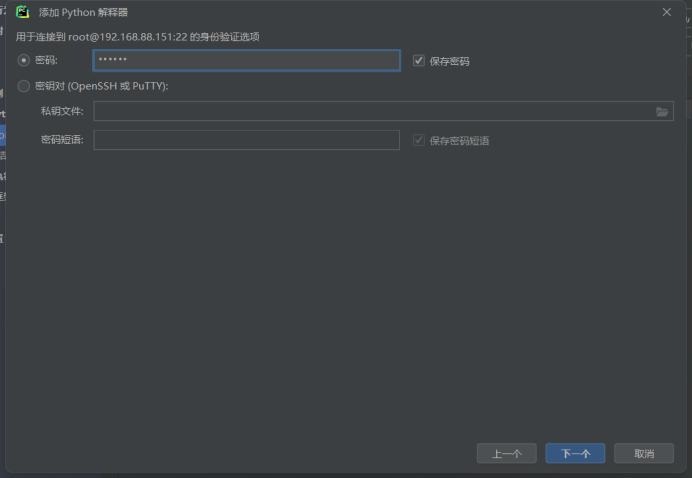 添加 Python 解释器
用于连接到 root@192.168.88.151:22 的身份验证选项
密码: ****** 保存密码
密钥对 (OpenSSH 或 PuTTY):
私钥文件:
密码短语: 保存密码短语
上一个 下一个 取消